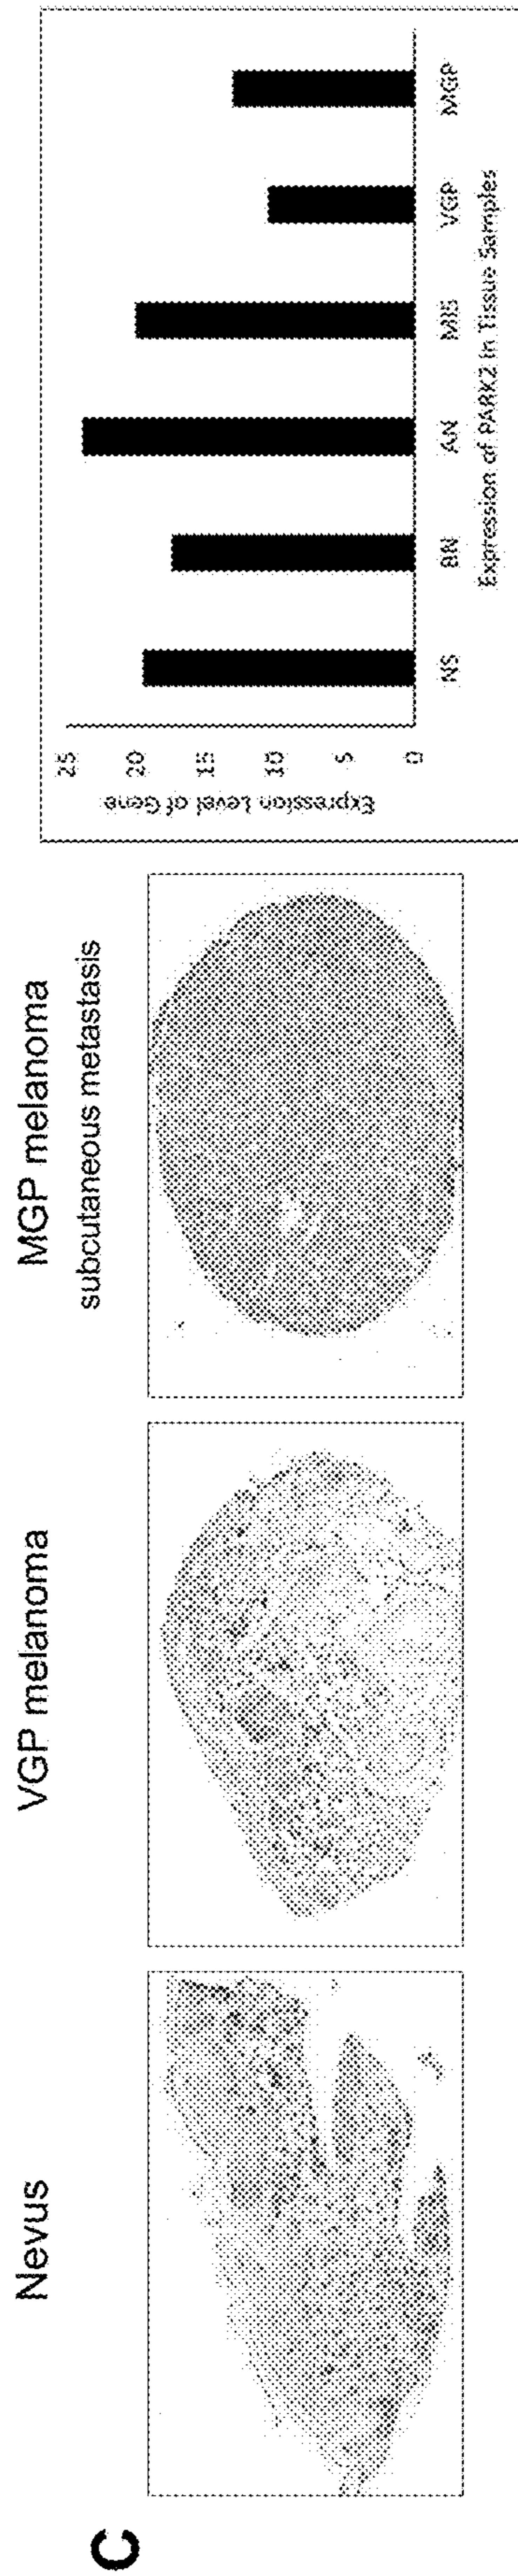 C
Nevus
VGP melanoma
MGP melanoma
subcutaneous metastasis
Expression Level of Gene
25
20
15
10
5
0
NS
BN
AN
MIS
VGP
MGP
Expression of PARK2 in Tissue Samples